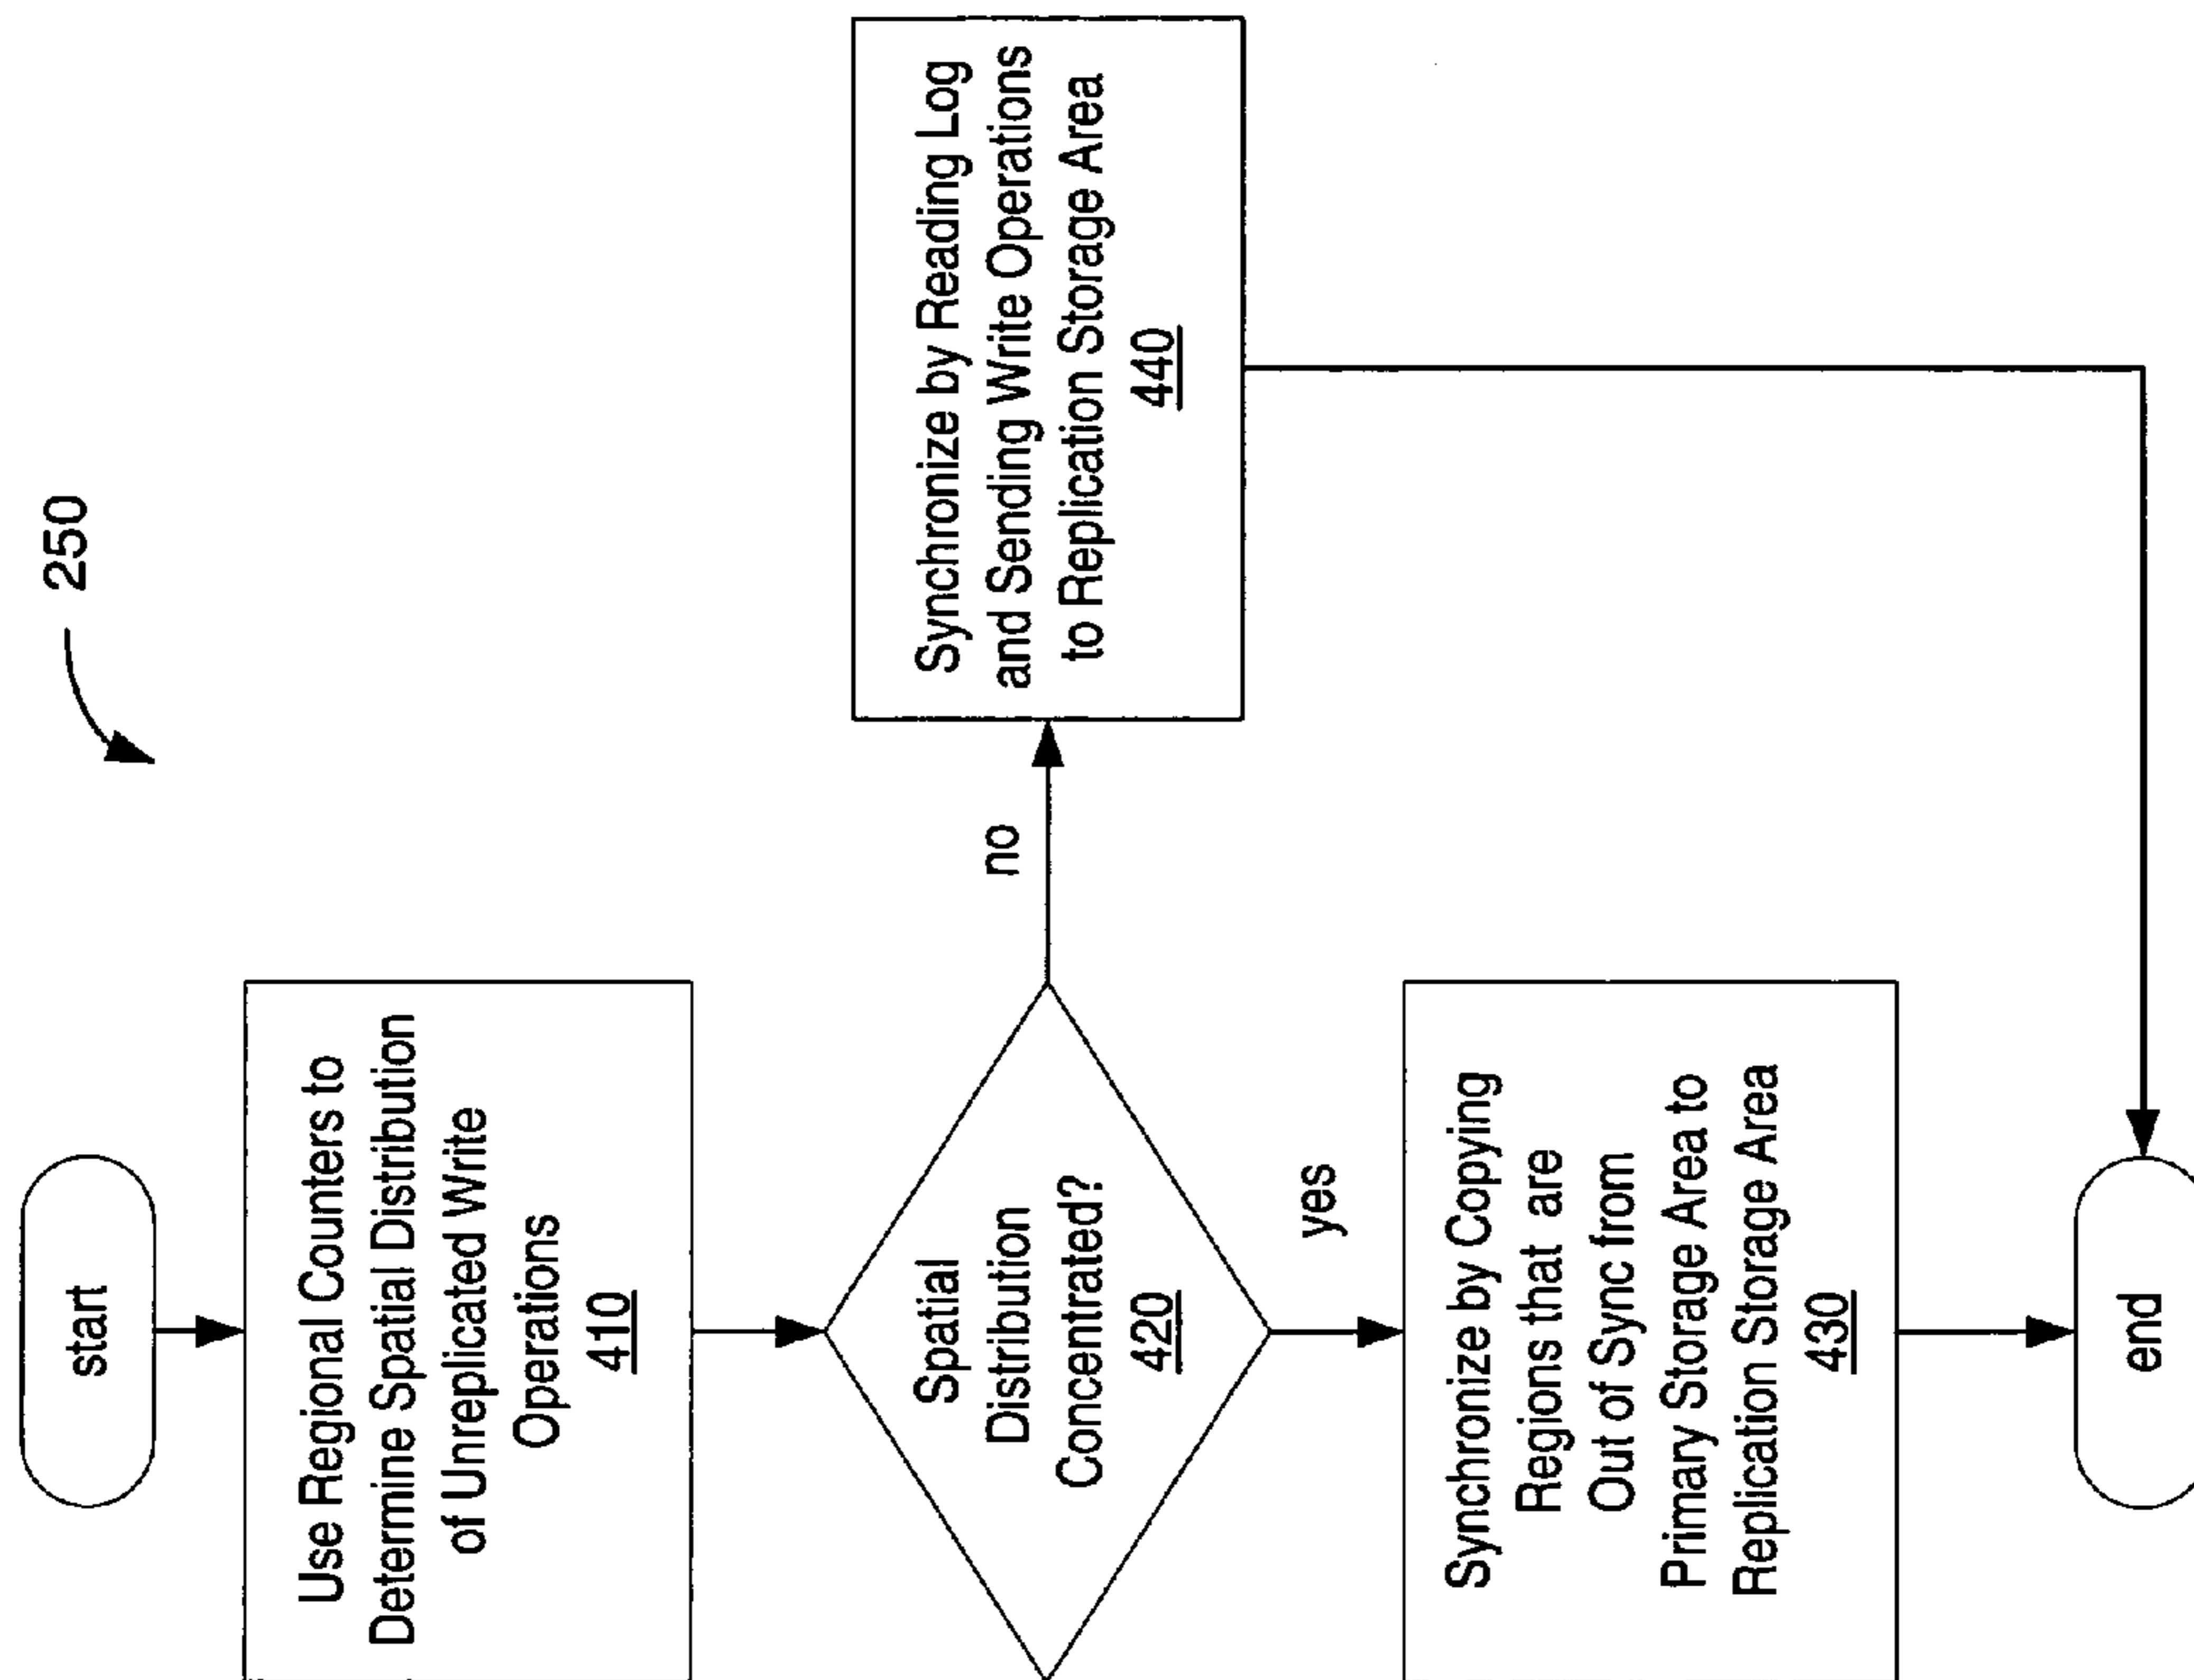 250
start
Use Regional Counters to
Determine Spatial Distribution
of Unreplicated Write
Operations
410
Spatial
Distribution
Concentrated?
420
no
Synchronize by Reading Log
and Sending Write Operations
to Replication Storage Area
440
yes
Synchronize by Copying
Regions that are
Out of Sync from
Primary Storage Area to
Replication Storage Area
430
end